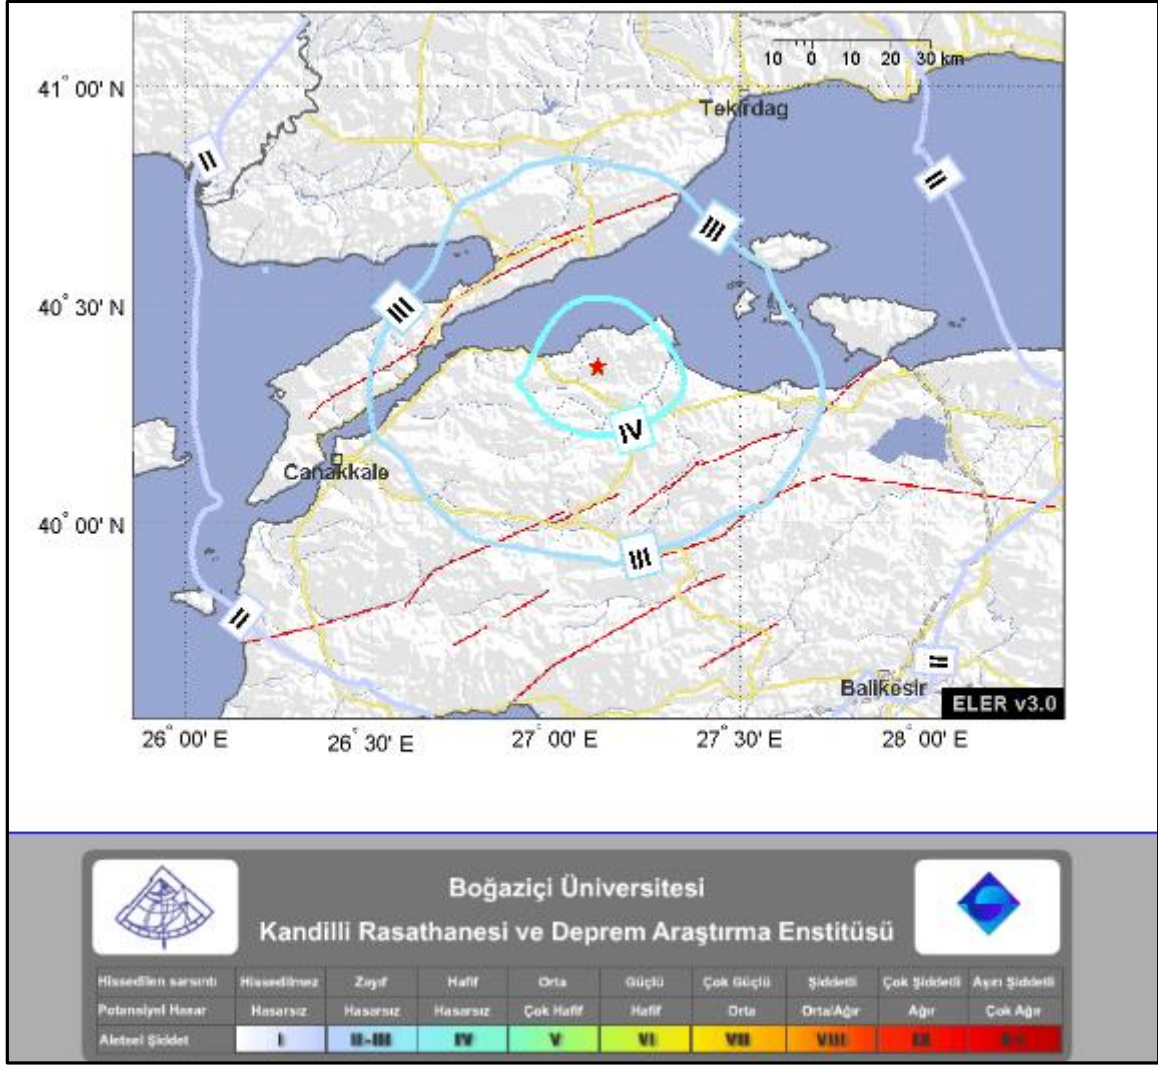 10 0 10 20 30 km
41° 00' N
Tekirdag
II
II
III
III
40° 30' N
IV
Canakkale
40° 00' N
III
II
II
Balikesir
ELER v3.0
26° 00' E
26° 30' E
27° 00' E
27° 30' E
28° 00' E
Boğaziçi Üniversitesi
Kandilli Rasathanesi ve Deprem Araştırma Enstitüsü
Hissedilen sarsıntı Hissedilmez Zayıf Hafif Orta Güçlü Çok Güçlü Şiddetli Çok Şiddetli Aşırı Şiddetli
Potansiyel Hasar Hasarsız Hasarsız Hasarsız Çok Hafif Hafif Orta Orta/Ağır Ağır Çok Ağır
Aletsel Şiddet I II-III IV V VI VII VIII